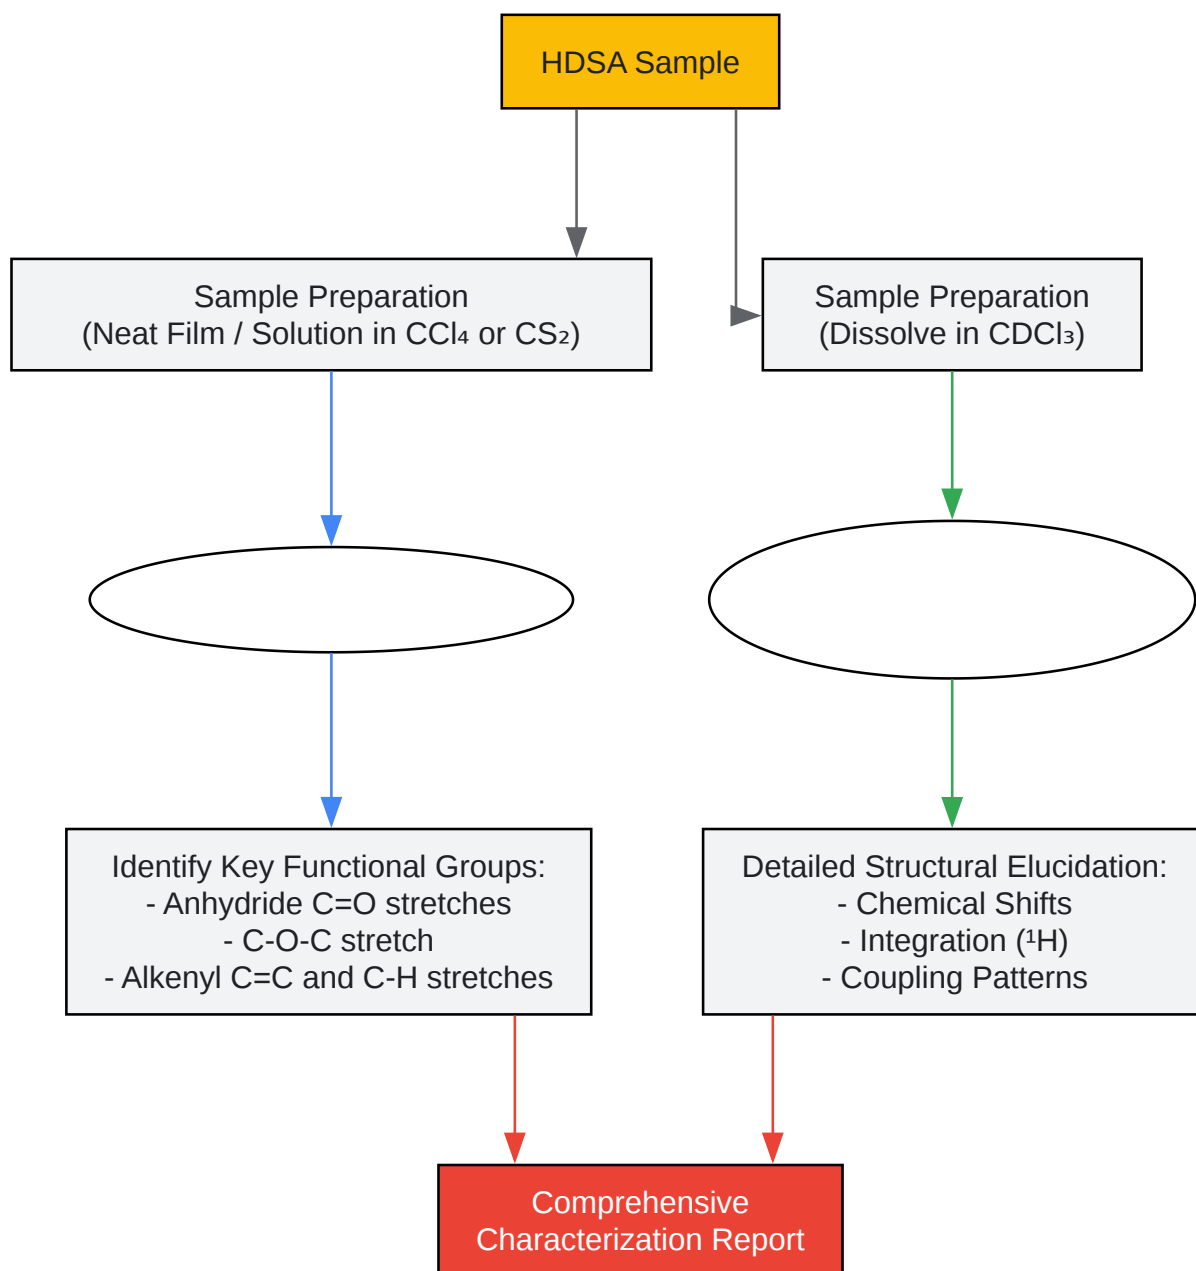 HDSA Sample
Sample Preparation
(Neat Film / Solution in CCl₄ or CS₂)
Sample Preparation
(Dissolve in CDCl₃)
Identify Key Functional Groups:
- Anhydride C=O stretches
- C-O-C stretch
- Alkenyl C=C and C-H stretches
Detailed Structural Elucidation:
- Chemical Shifts
- Integration (¹H)
- Coupling Patterns
Comprehensive
Characterization Report